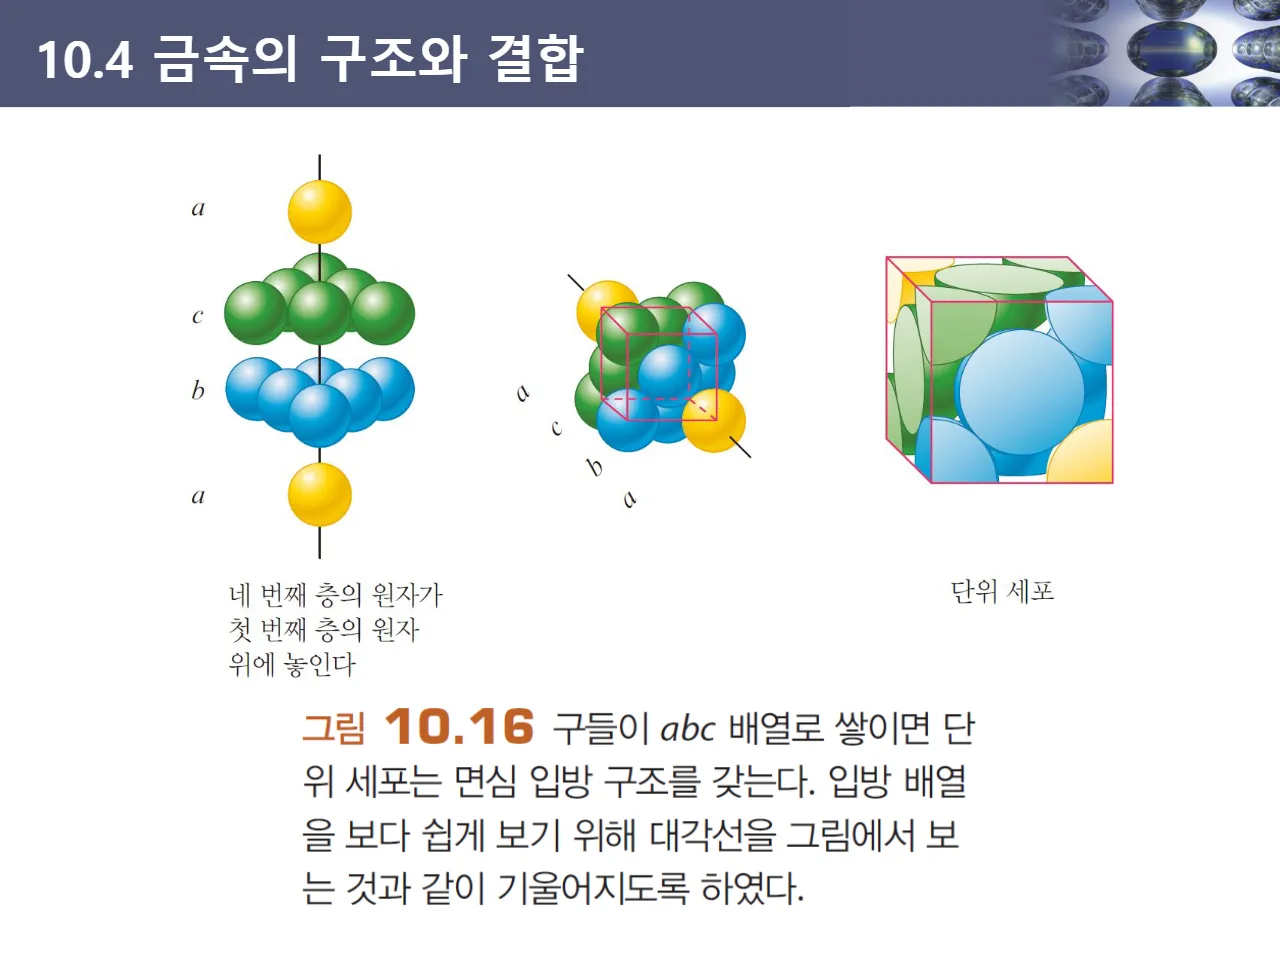 10.4 금속의 구조와 결합
a
c
b
a
a
c
b
a
네 번째 층의 원자가
첫 번째 층의 원자
위에 놓인다
단위 세포
그림 10.16 구들이 abc 배열로 쌓이면 단
위 세포는 면심 입방 구조를 갖는다. 입방 배열
을 보다 쉽게 보기 위해 대각선을 그림에서 보
는 것과 같이 기울어지도록 하였다.